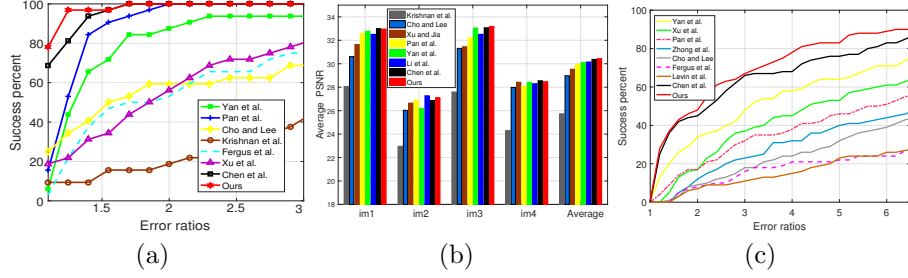 Success percent
100
80
60
40
20
0
1.5
2
2.5
3
Error ratios
Yan et al.
Pan et al.
Cho and Lee
Krishnan et al.
Fergus et al.
Xu et al.
Chen et al.
Ours
(a)
Average PSNR
34
32
30
28
26
24
22
20
18
im1
im2
im3
im4
Average
Krishnan et al.
Cho and Lee
Xu and Jia
Pan et al.
Yan et al.
Li et al.
Chen et al.
Ours
(b)
Success percent
100
90
80
70
60
50
40
30
20
10
0
1
2
3
4
5
6
Error ratios
Yan et al.
Xu et al.
Pan et al.
Zhong et al.
Cho and Lee
Fergus et al.
Levin et al.
Chen et al.
Ours
(c)